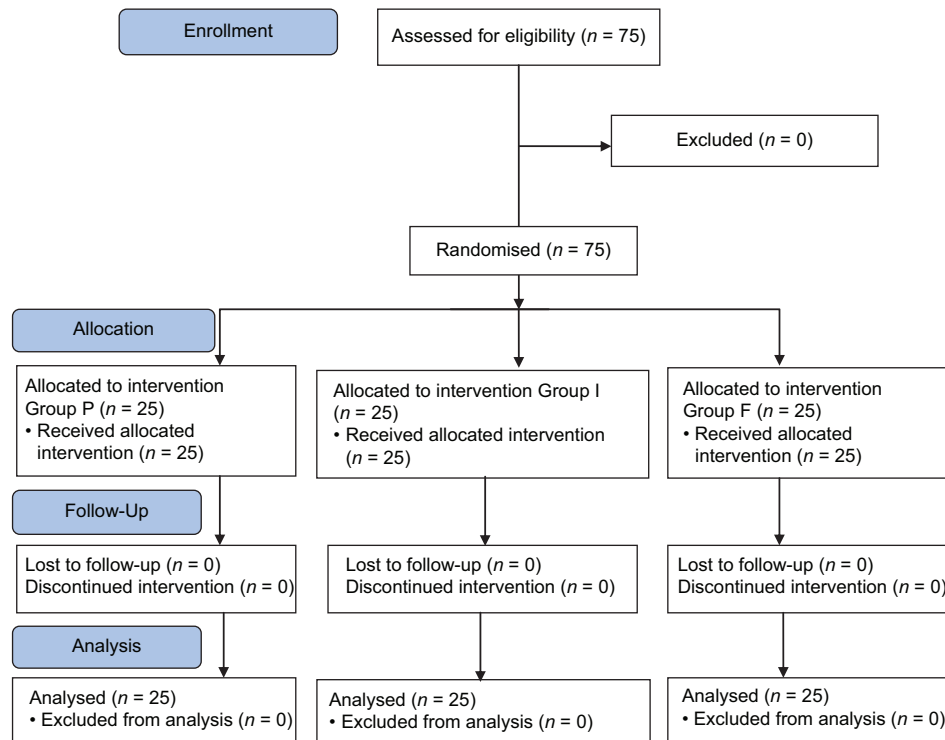 Enrollment
Assessed for eligibility (n = 75)
Excluded (n = 0)
Randomised (n = 75)
Allocation
Allocated to intervention
Group P (n = 25)
• Received allocated
intervention (n = 25)
Allocated to intervention Group I
(n = 25)
• Received allocated intervention
(n = 25)
Allocated to intervention
Group F (n = 25)
• Received allocated
intervention (n = 25)
Follow-Up
Lost to follow-up (n = 0)
Discontinued intervention (n = 0)
Lost to follow-up (n = 0)
Discontinued intervention (n = 0)
Lost to follow-up (n = 0)
Discontinued intervention (n = 0)
Analysis
Analysed (n = 25)
• Excluded from analysis (n = 0)
Analysed (n = 25)
• Excluded from analysis (n = 0)
Analysed (n = 25)
• Excluded from analysis (n = 0)